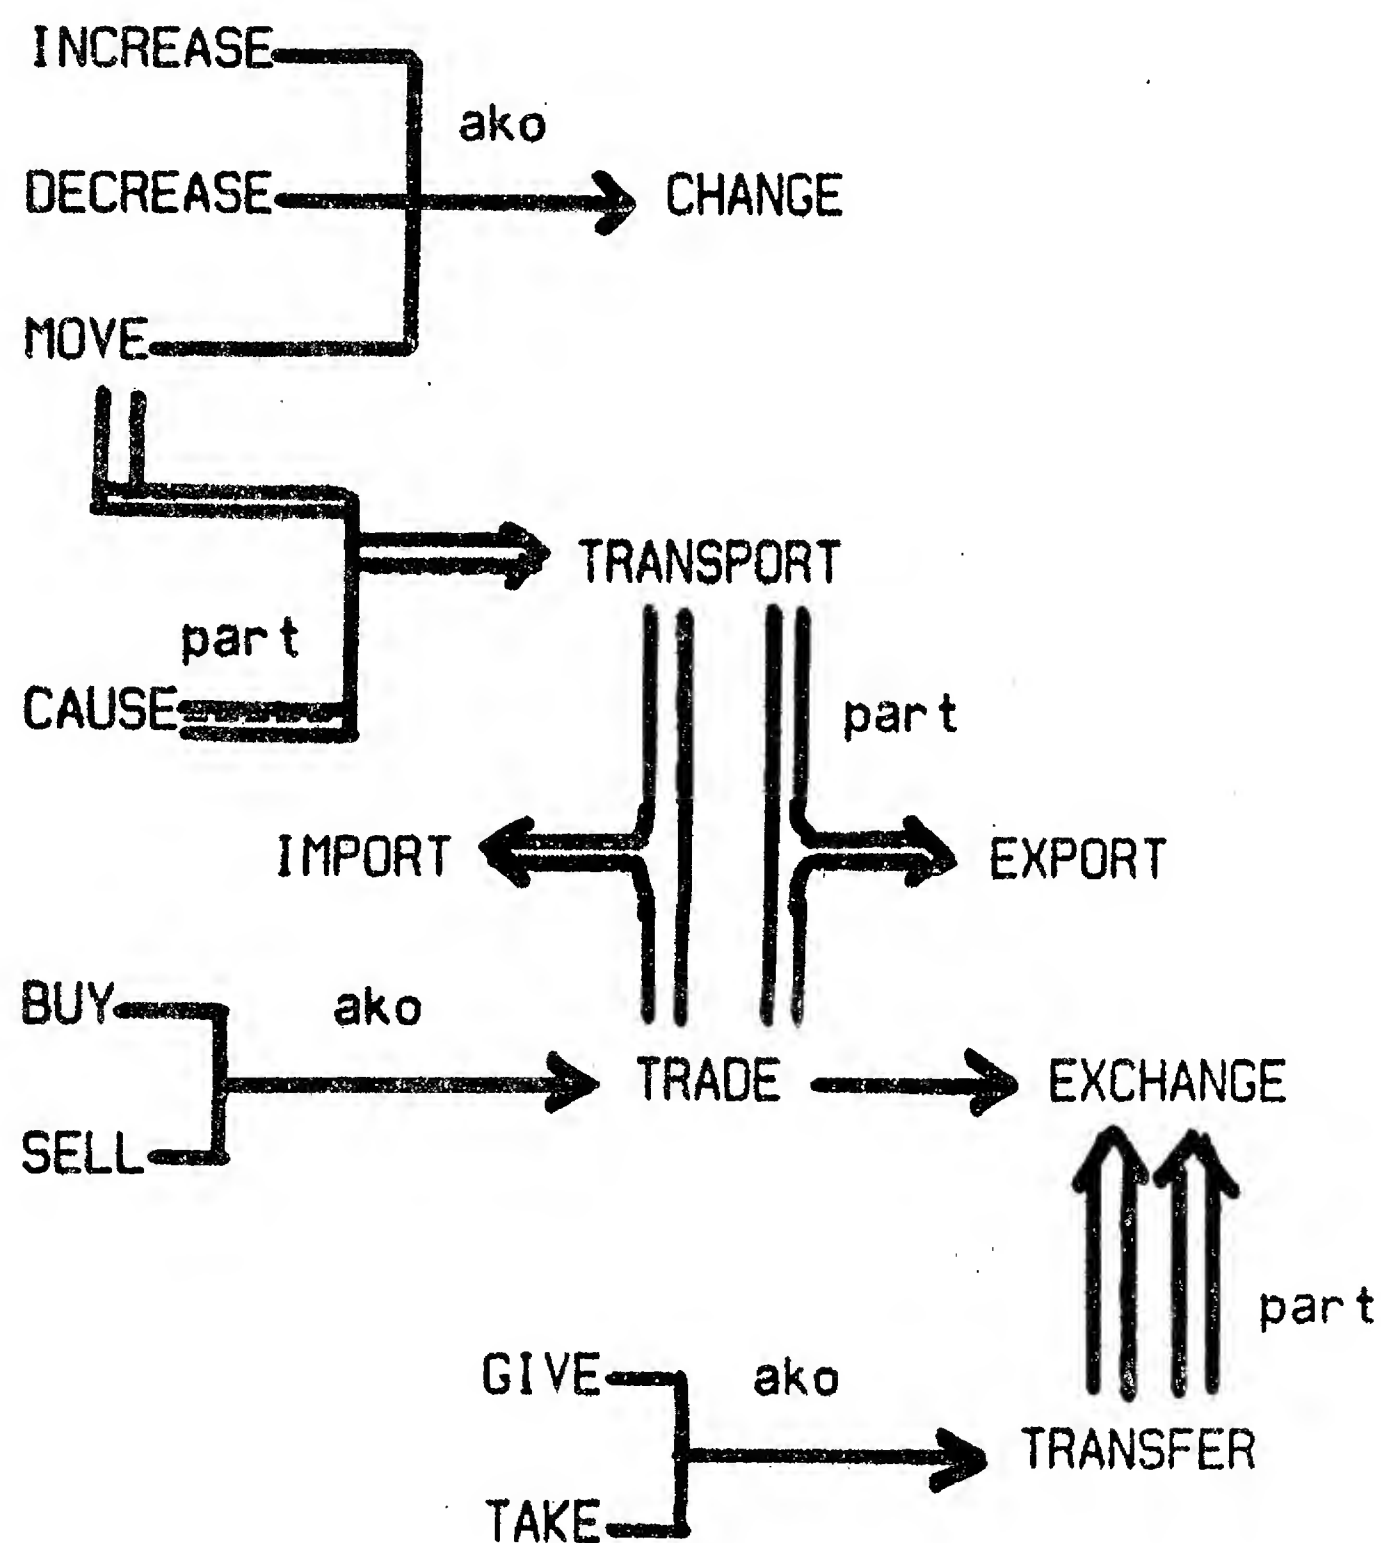 INCREASE
ako
DECREASE
CHANGE
MOVE
TRANSPORT
part
CAUSE
part
IMPORT
EXPORT
BUY
ako
TRADE
EXCHANGE
SELL
part
GIVE
ako
TRANSFER
TAKE